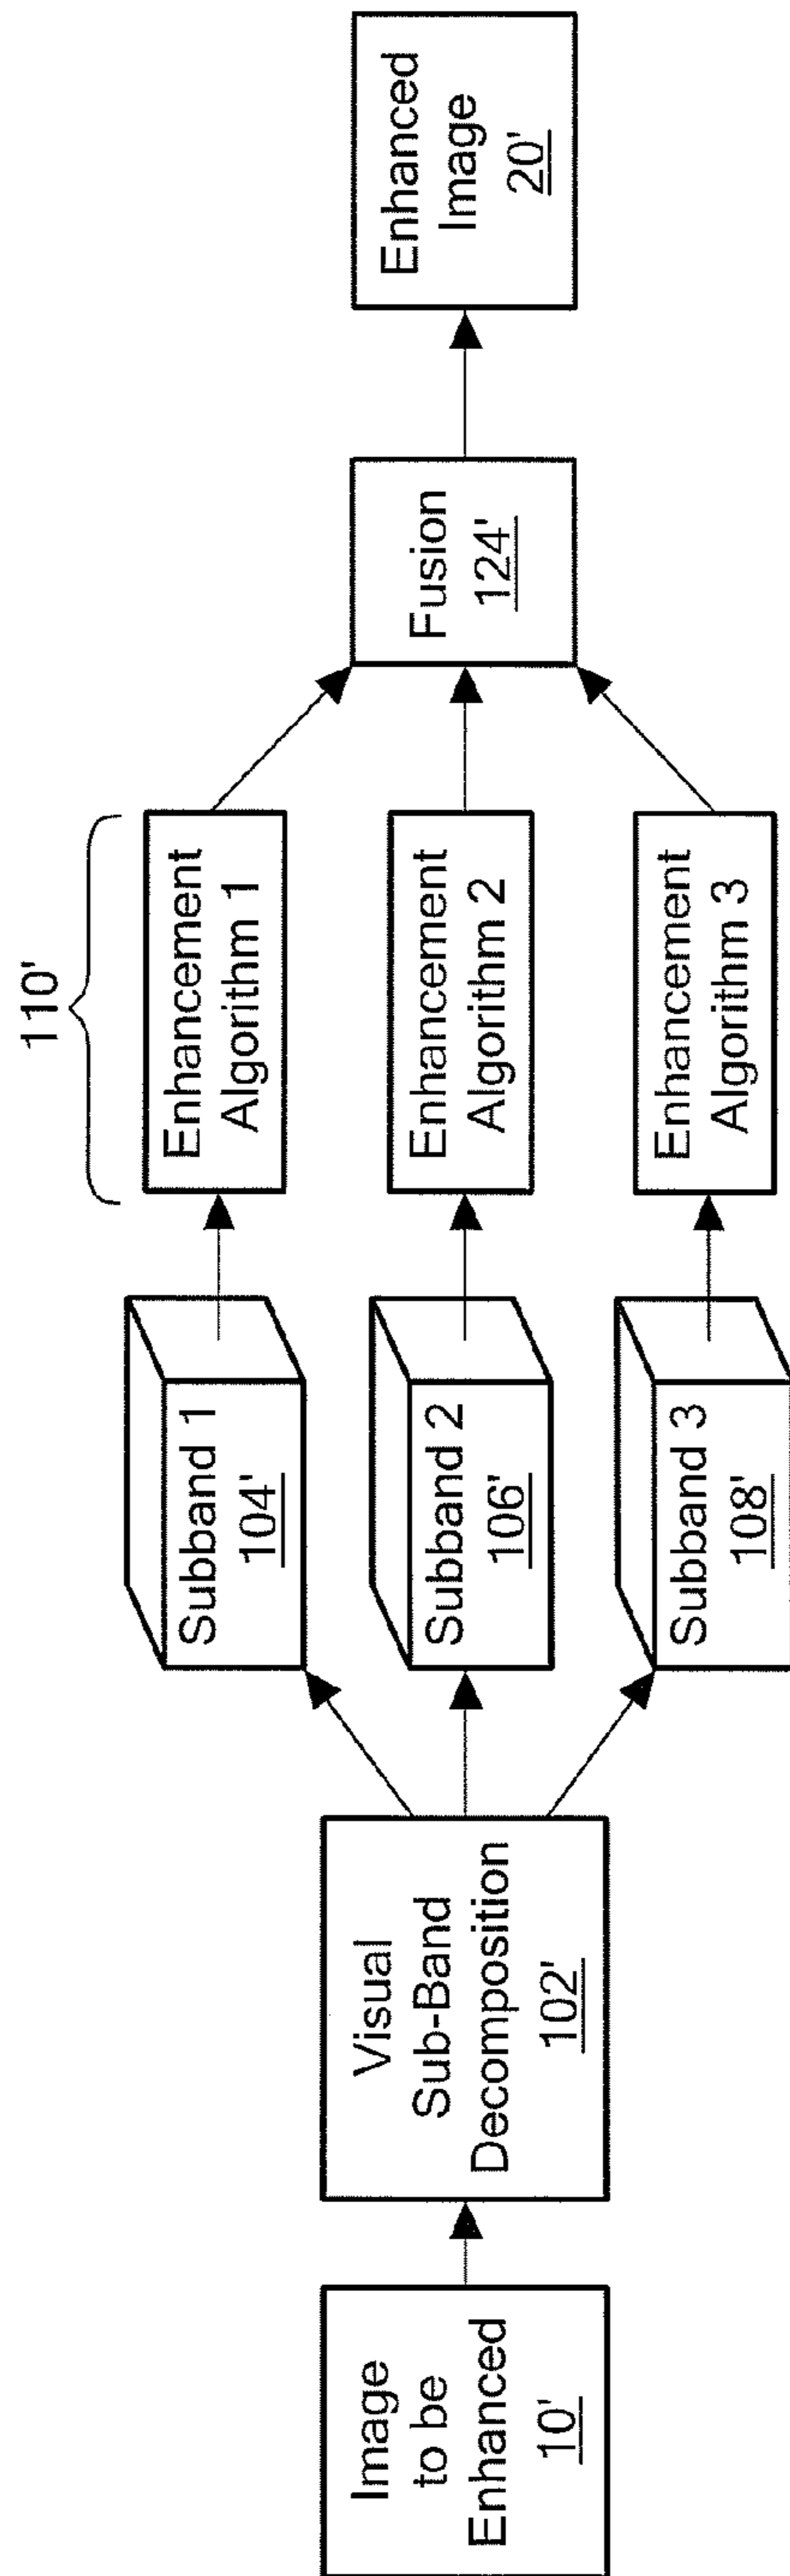 Image
to be
Enhanced
10'
Visual
Sub-Band
Decomposition
102'
Subband 1
104'
Subband 2
106'
Subband 3
108'
110'
Enhancement
Algorithm 1
Enhancement
Algorithm 2
Enhancement
Algorithm 3
Fusion
124'
Enhanced
Image
20'